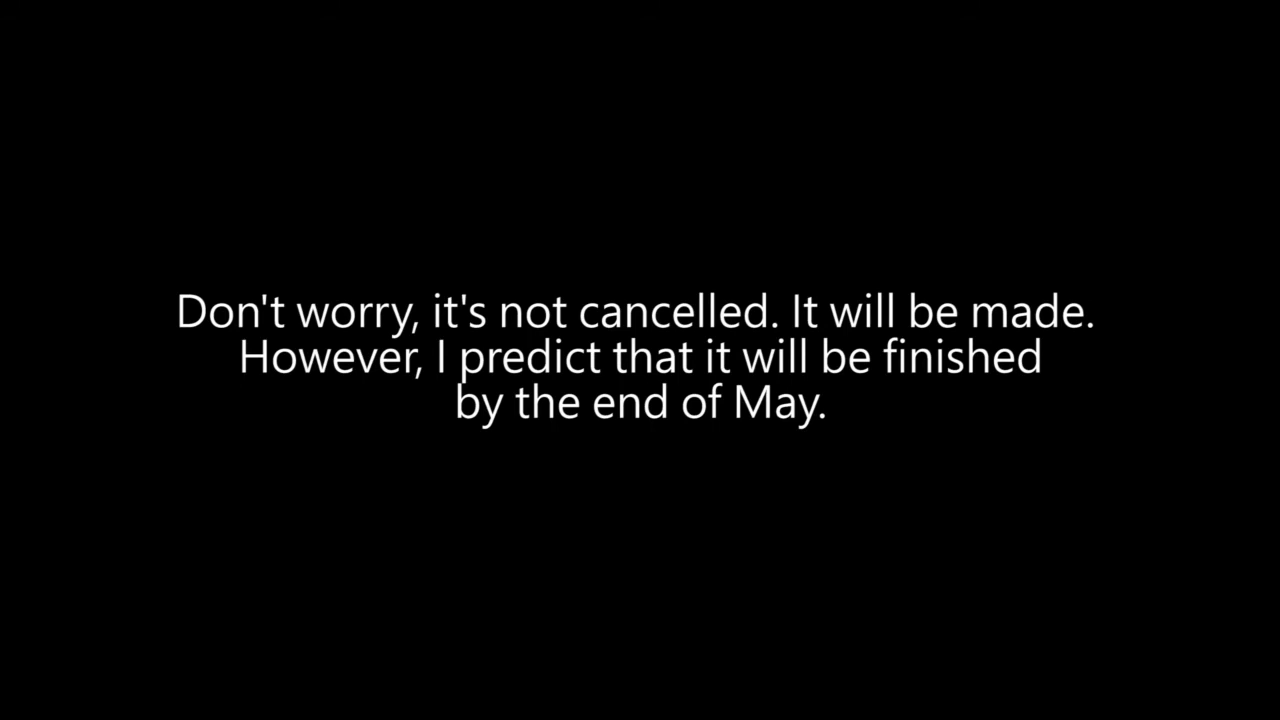 Don't worry, it's not cancelled. It will be made.
However, I predict that it will be finished
by the end of May.